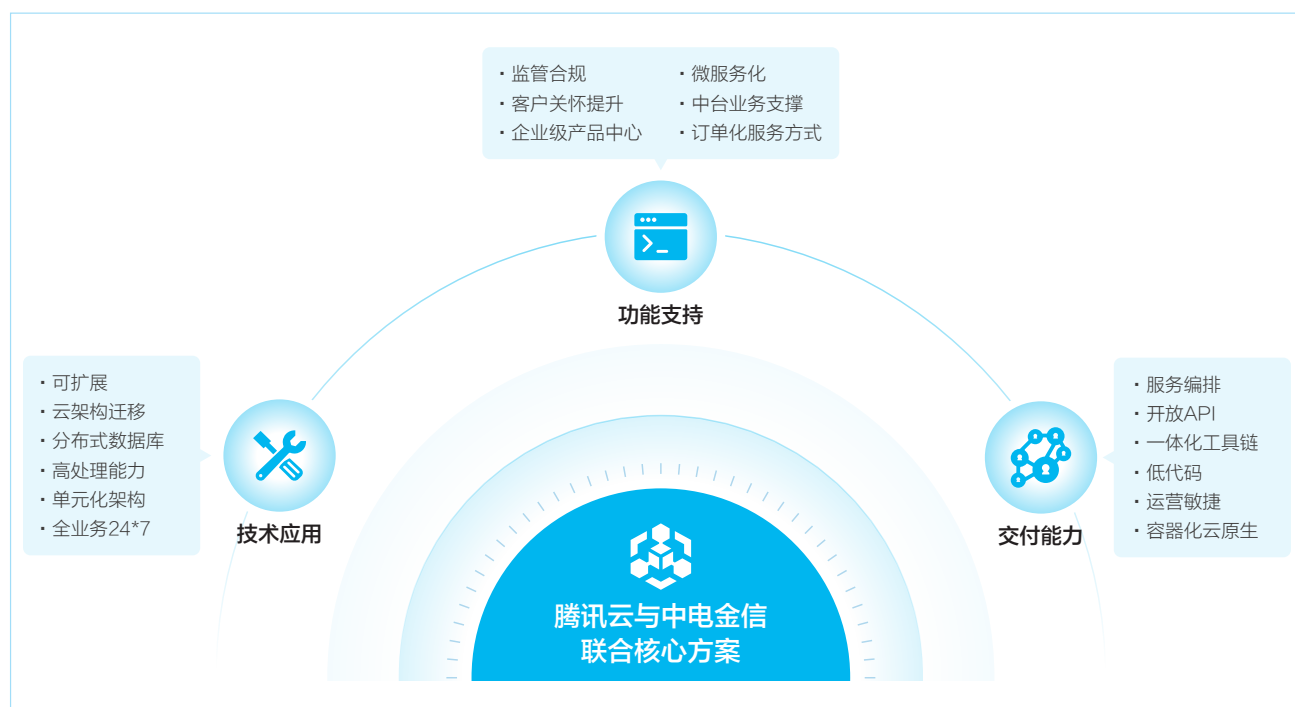 · 监管合规
· 客户关怀提升
· 企业级产品中心
· 微服务化
· 中台业务支撑
· 订单化服务方式
功能支持
· 可扩展
· 云架构迁移
· 分布式数据库
· 高处理能力
· 单元化架构
· 全业务24*7
技术应用
· 服务编排
· 开放API
· 一体化工具链
· 低代码
· 运营敏捷
· 容器化云原生
交付能力
腾讯云与中电金信
联合核心方案